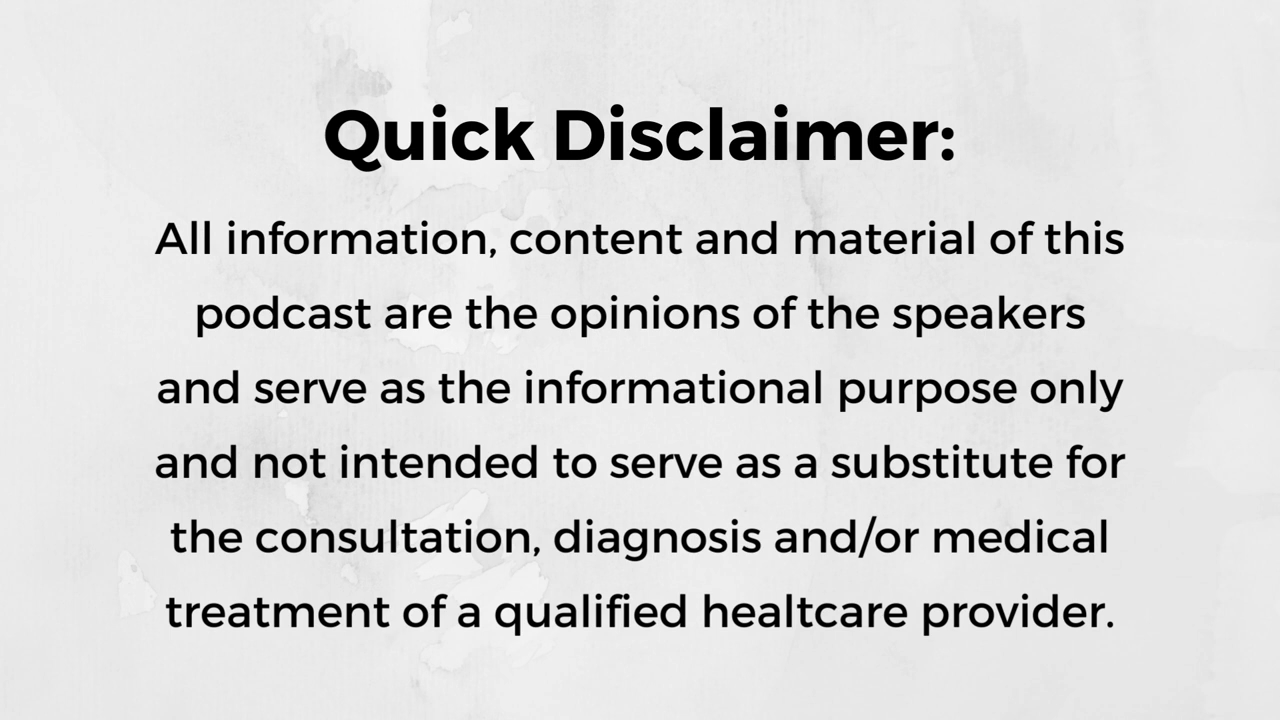 Quick Disclaimer:
All information, content and material of this
podcast are the opinions of the speakers
and serve as the informational purpose only
and not intended to serve as a substitute for
the consultation, diagnosis and/or medical
treatment of a qualified healtcare provider.